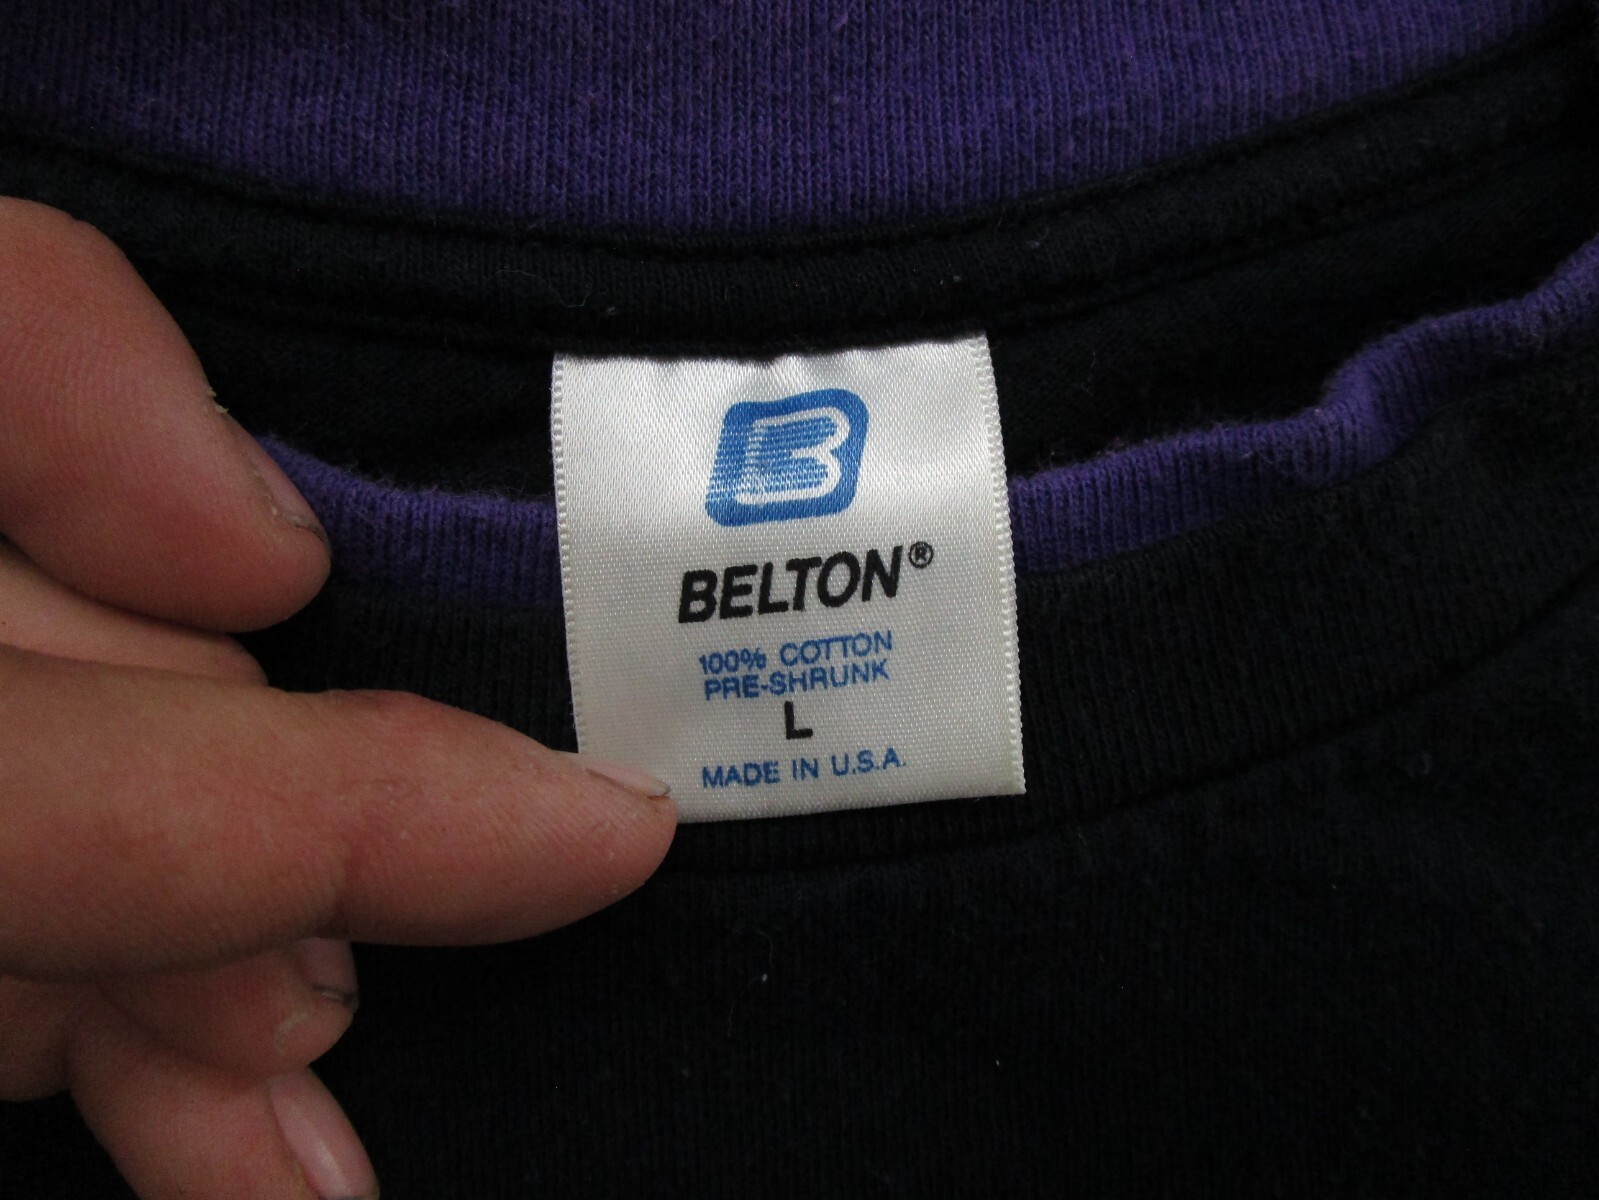 B
BELTON®
100% COTTON
PRE-SHRUNK
L
MADE IN U.S.A.